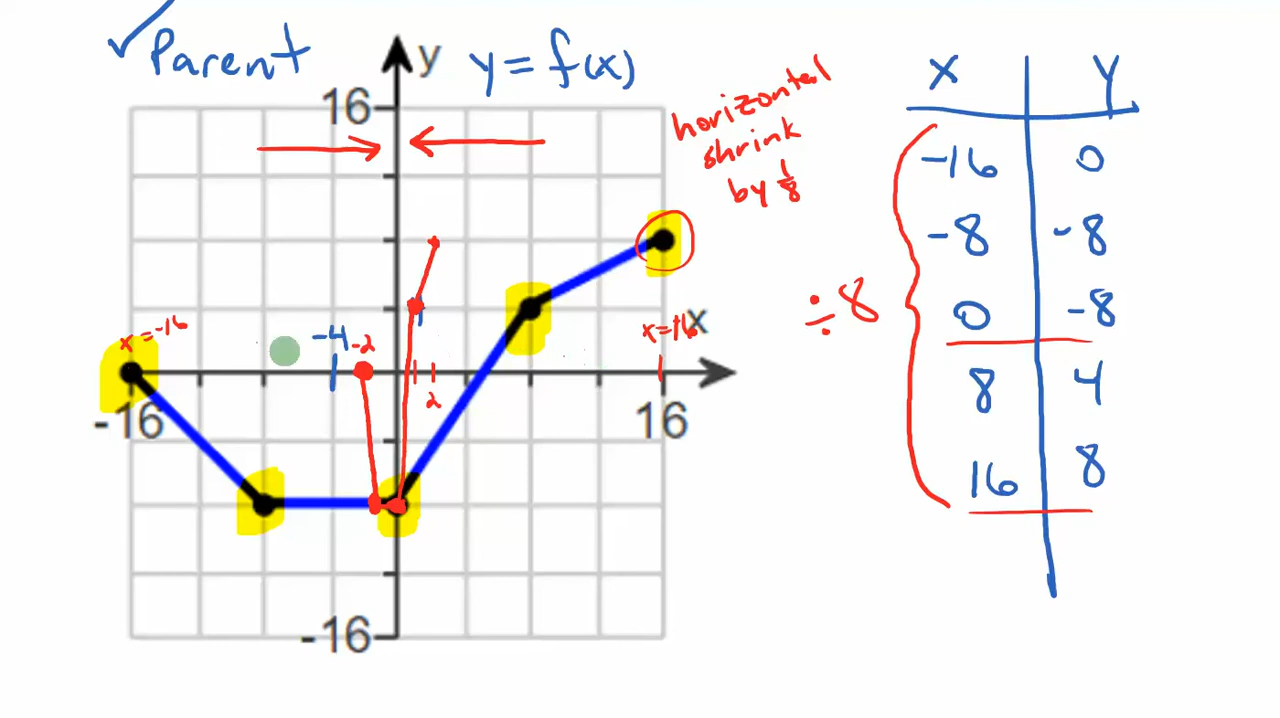 ✓Parent
y = f(x)
y
16
horizontal
shrink
by 1/8
x = -16
-4
-2
1
1
2
x = 16
x
-16
16
-16
÷8
X Y
-16 0
-8 -8
0 -8
8 4
16 8